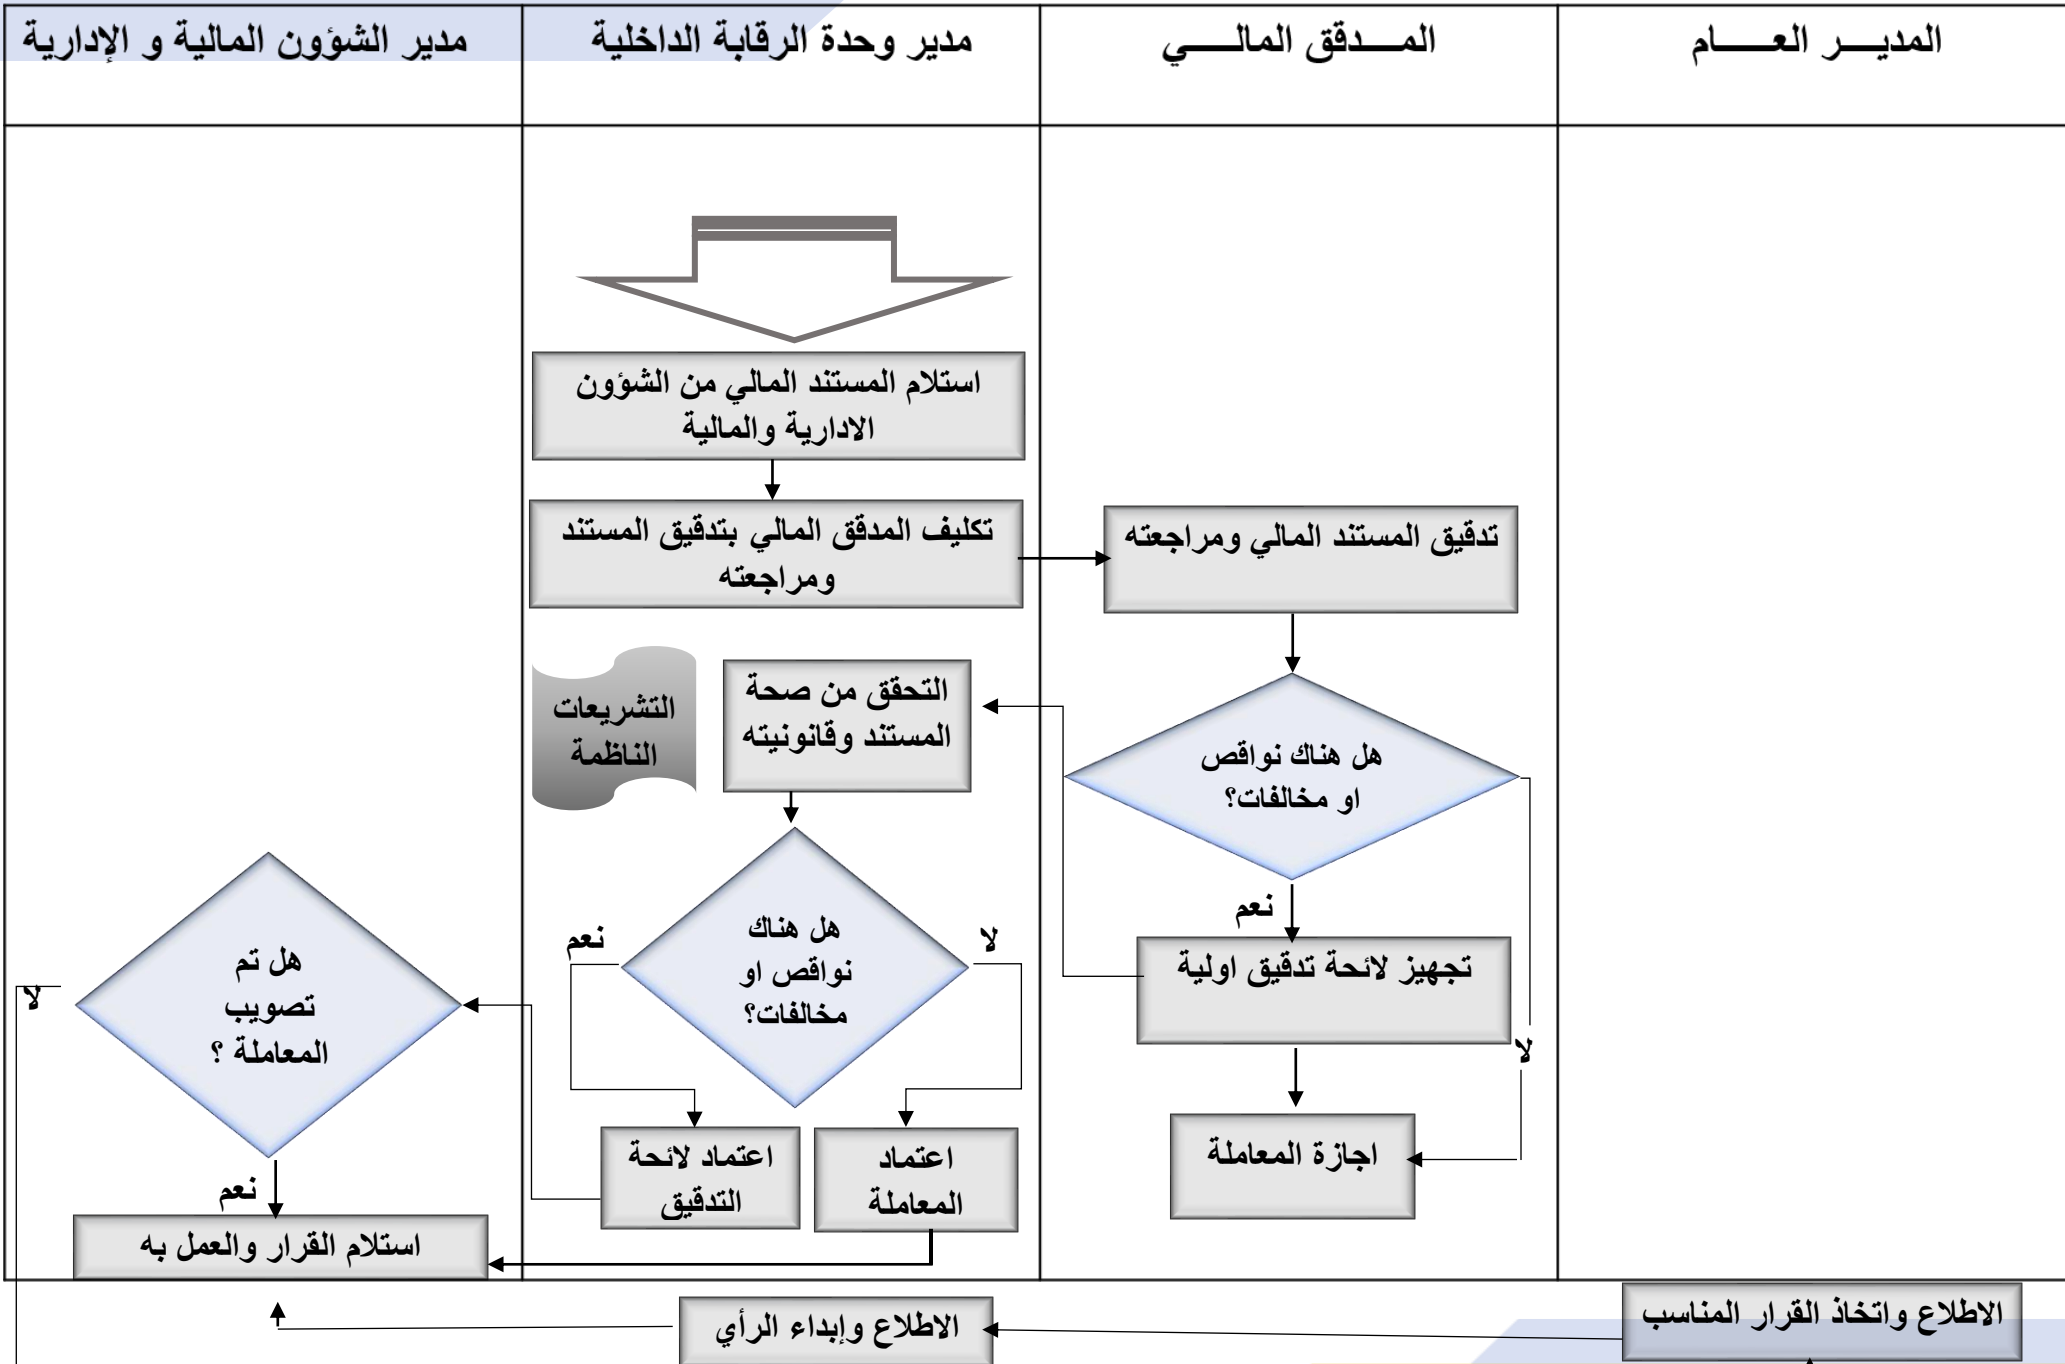 المديـــر العـــــام
المـــدقق المالـــــي
مدير وحدة الرقابة الداخلية
مدير الشؤون المالية و الإدارية
استلام المستند المالي من الشؤون
الادارية والمالية
تكليف المدقق المالي بتدقيق المستند
ومراجعته
تدقيق المستند المالي ومراجعته
هل هناك نواقص
او مخالفات؟
نعم
لا
تجهيز لائحة تدقيق اولية
اجازة المعاملة
التحقق من صحة
المستند وقانونيته
التشريعات
الناظمة
هل هناك
نواقص او
مخالفات؟
لا
نعم
اعتماد
المعاملة
اعتماد لائحة
التدقيق
هل تم
تصويب
المعاملة ؟
لا
نعم
استلام القرار والعمل به
الاطلاع واتخاذ القرار المناسب
الاطلاع وإبداء الرأي